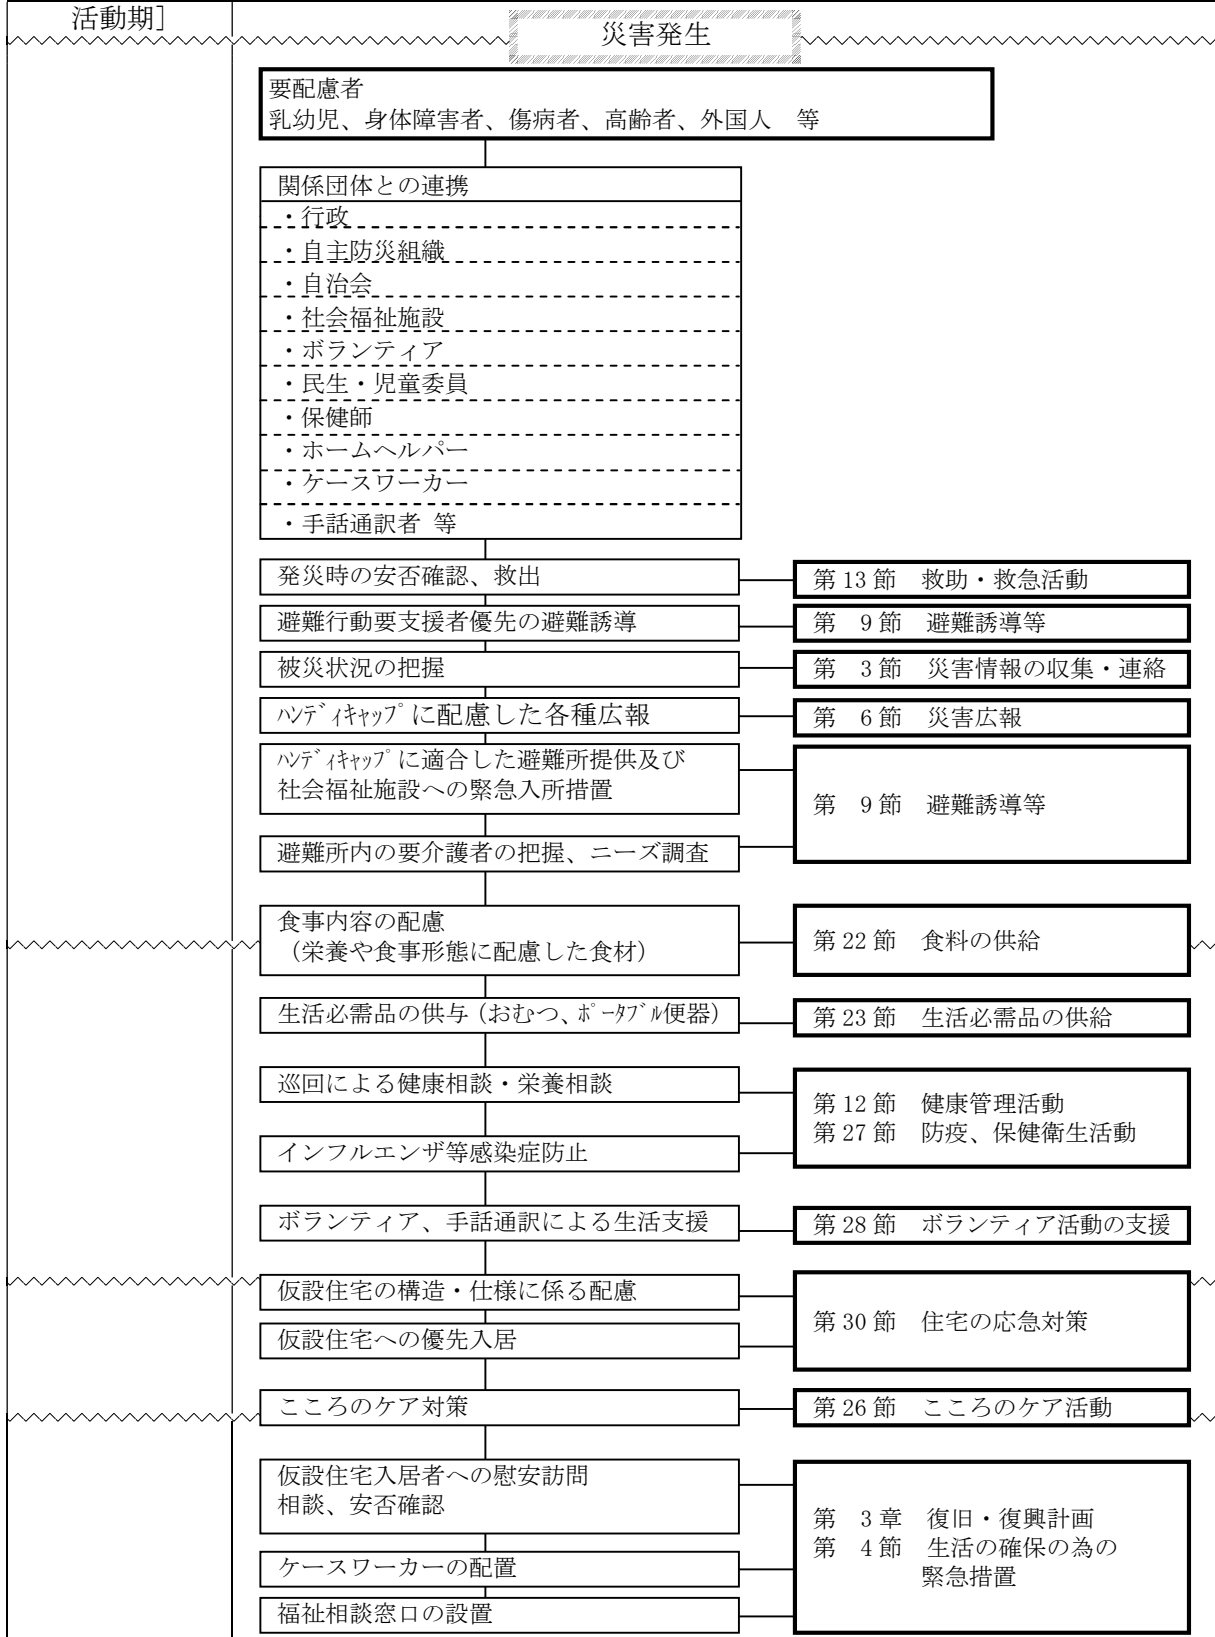 活動期］
災害発生
要配慮者
乳幼児、身体障害者、傷病者、高齢者、外国人　等
関係団体との連携
・行政
・自主防災組織
・自治会
・社会福祉施設
・ボランティア
・民生・児童委員
・保健師
・ホームヘルパー
・ケースワーカー
・手話通訳者 等
発災時の安否確認、救出
第 13 節　救助・救急活動
避難行動要支援者優先の避難誘導
第　9 節　避難誘導等
被災状況の把握
第　3 節　災害情報の収集・連絡
ﾊﾝﾃﾞｨｷｬｯﾌﾟに配慮した各種広報
第　6 節　災害広報
ﾊﾝﾃﾞｨｷｬｯﾌﾟに適合した避難所提供及び
社会福祉施設への緊急入所措置
第　9 節　避難誘導等
避難所内の要介護者の把握、ニーズ調査
食事内容の配慮
（栄養や食事形態に配慮した食材）
第 22 節　食料の供給
生活必需品の供与（おむつ、ﾎﾟｰﾀﾌﾞﾙ便器）
第 23 節　生活必需品の供給
巡回による健康相談・栄養相談
第 12 節　健康管理活動
第 27 節　防疫、保健衛生活動
インフルエンザ等感染症防止
ボランティア、手話通訳による生活支援
第 28 節　ボランティア活動の支援
仮設住宅の構造・仕様に係る配慮
第 30 節　住宅の応急対策
仮設住宅への優先入居
こころのケア対策
第 26 節　こころのケア活動
仮設住宅入居者への慰安訪問
相談、安否確認
第　3 章　復旧・復興計画
第　4 節　生活の確保の為の
緊急措置
ケースワーカーの配置
福祉相談窓口の設置